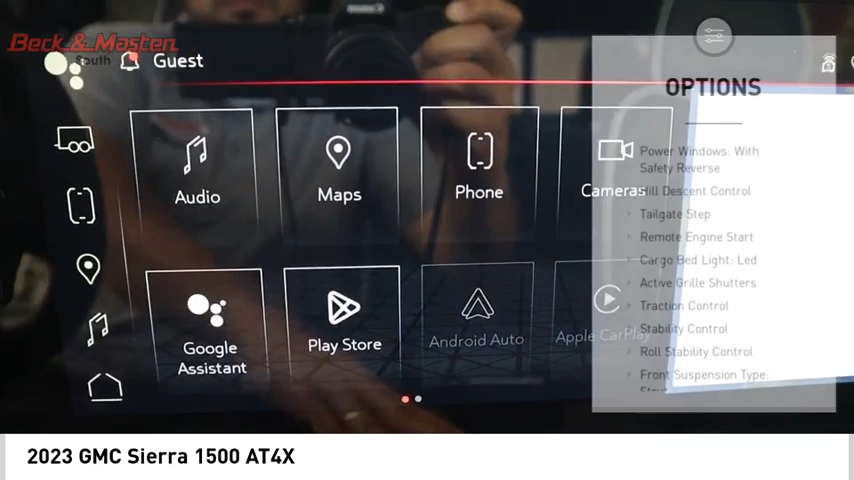 Beck & Masten
South
Guest
OPTIONS
Audio
Maps
Phone
Cameras
Power Windows: With
Safety Reverse
Hill Descent Control
Tailgate Step
Remote Engine Start
Cargo Bed Light: Led
Active Grille Shutters
Traction Control
Stability Control
Roll Stability Control
Front Suspension Type:
Google
Assistant
Play Store
Android Auto
Apple CarPlay
2023 GMC Sierra 1500 AT4X